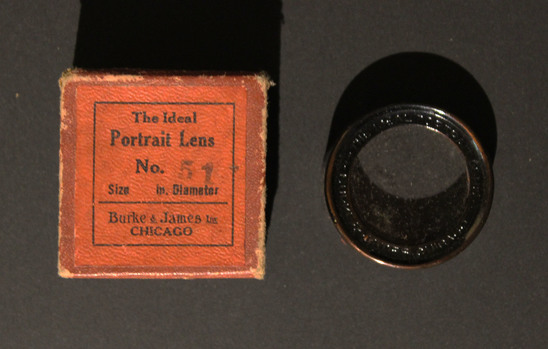 The Ideal
Portrait Lens
No. 51
Size in. Diameter
Burke & James Inc
CHICAGO